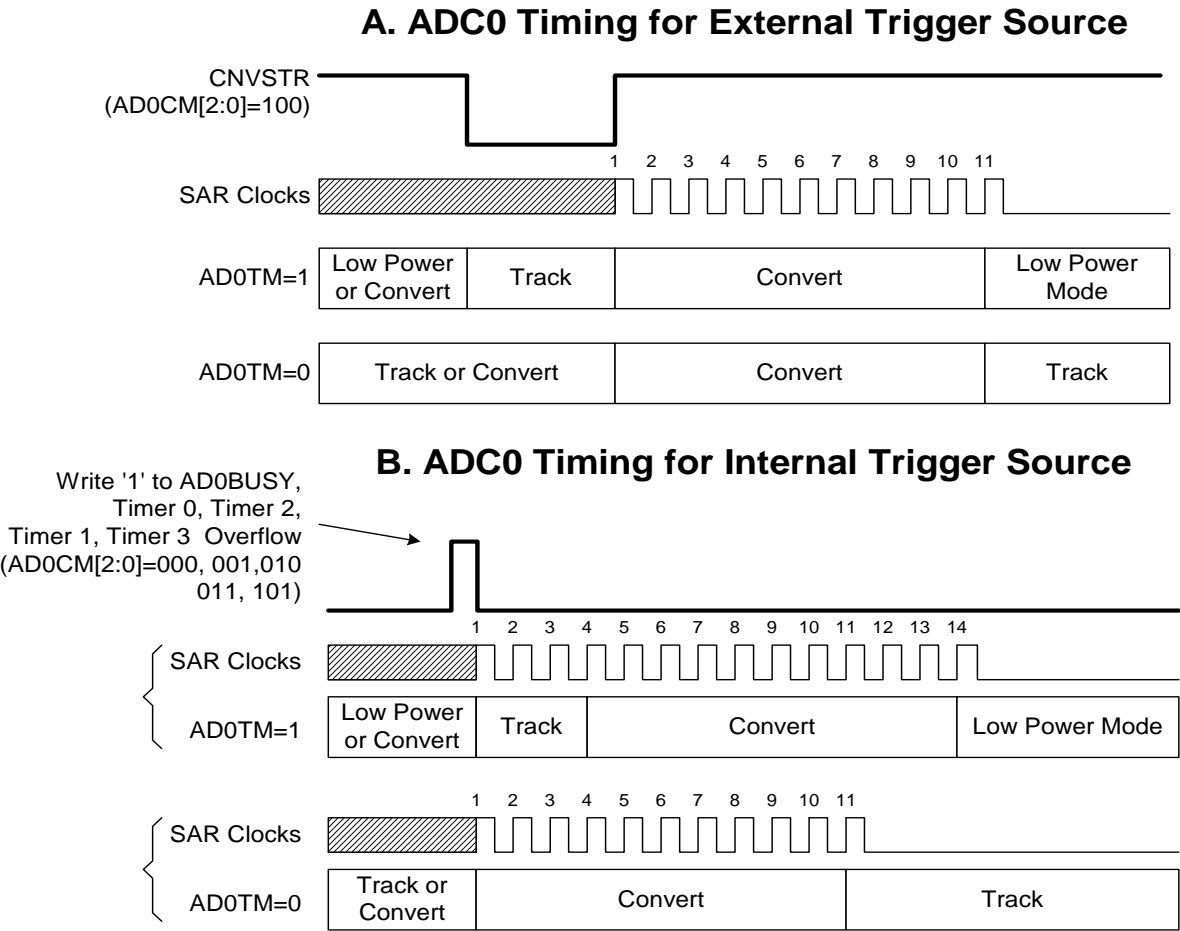 A. ADC0 Timing for External Trigger Source
CNVSTR
(AD0CM[2:0]=100)
1 2 3 4 5 6 7 8 9 10 11
SAR Clocks
AD0TM=1
Low Power
or Convert
Track
Convert
Low Power
Mode
AD0TM=0
Track or Convert
Convert
Track
B. ADC0 Timing for Internal Trigger Source
Write '1' to AD0BUSY,
Timer 0, Timer 2,
Timer 1, Timer 3 Overflow
(AD0CM[2:0]=000, 001,010
011, 101)
1 2 3 4 5 6 7 8 9 10 11 12 13 14
SAR Clocks
AD0TM=1
Low Power
or Convert
Track
Convert
Low Power Mode
1 2 3 4 5 6 7 8 9 10 11
SAR Clocks
AD0TM=0
Track or
Convert
Convert
Track